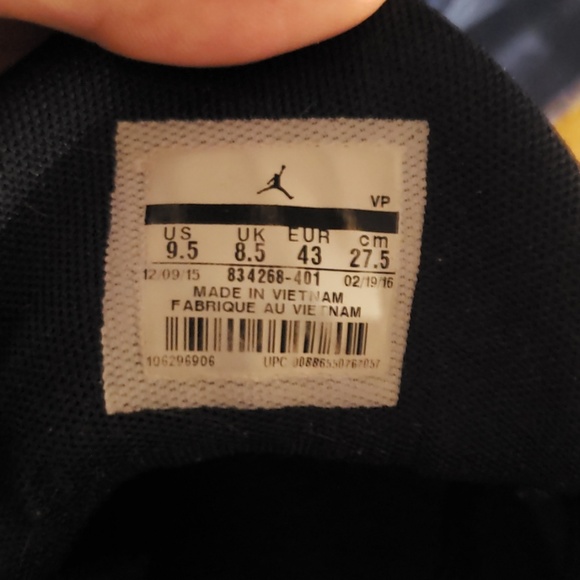 VP
US UK EUR cm
9.5 8.5 43 27.5
12/09/15 834268-401 02/19/16
MADE IN VIETNAM
FABRIQUE AU VIETNAM
106296906 UPC